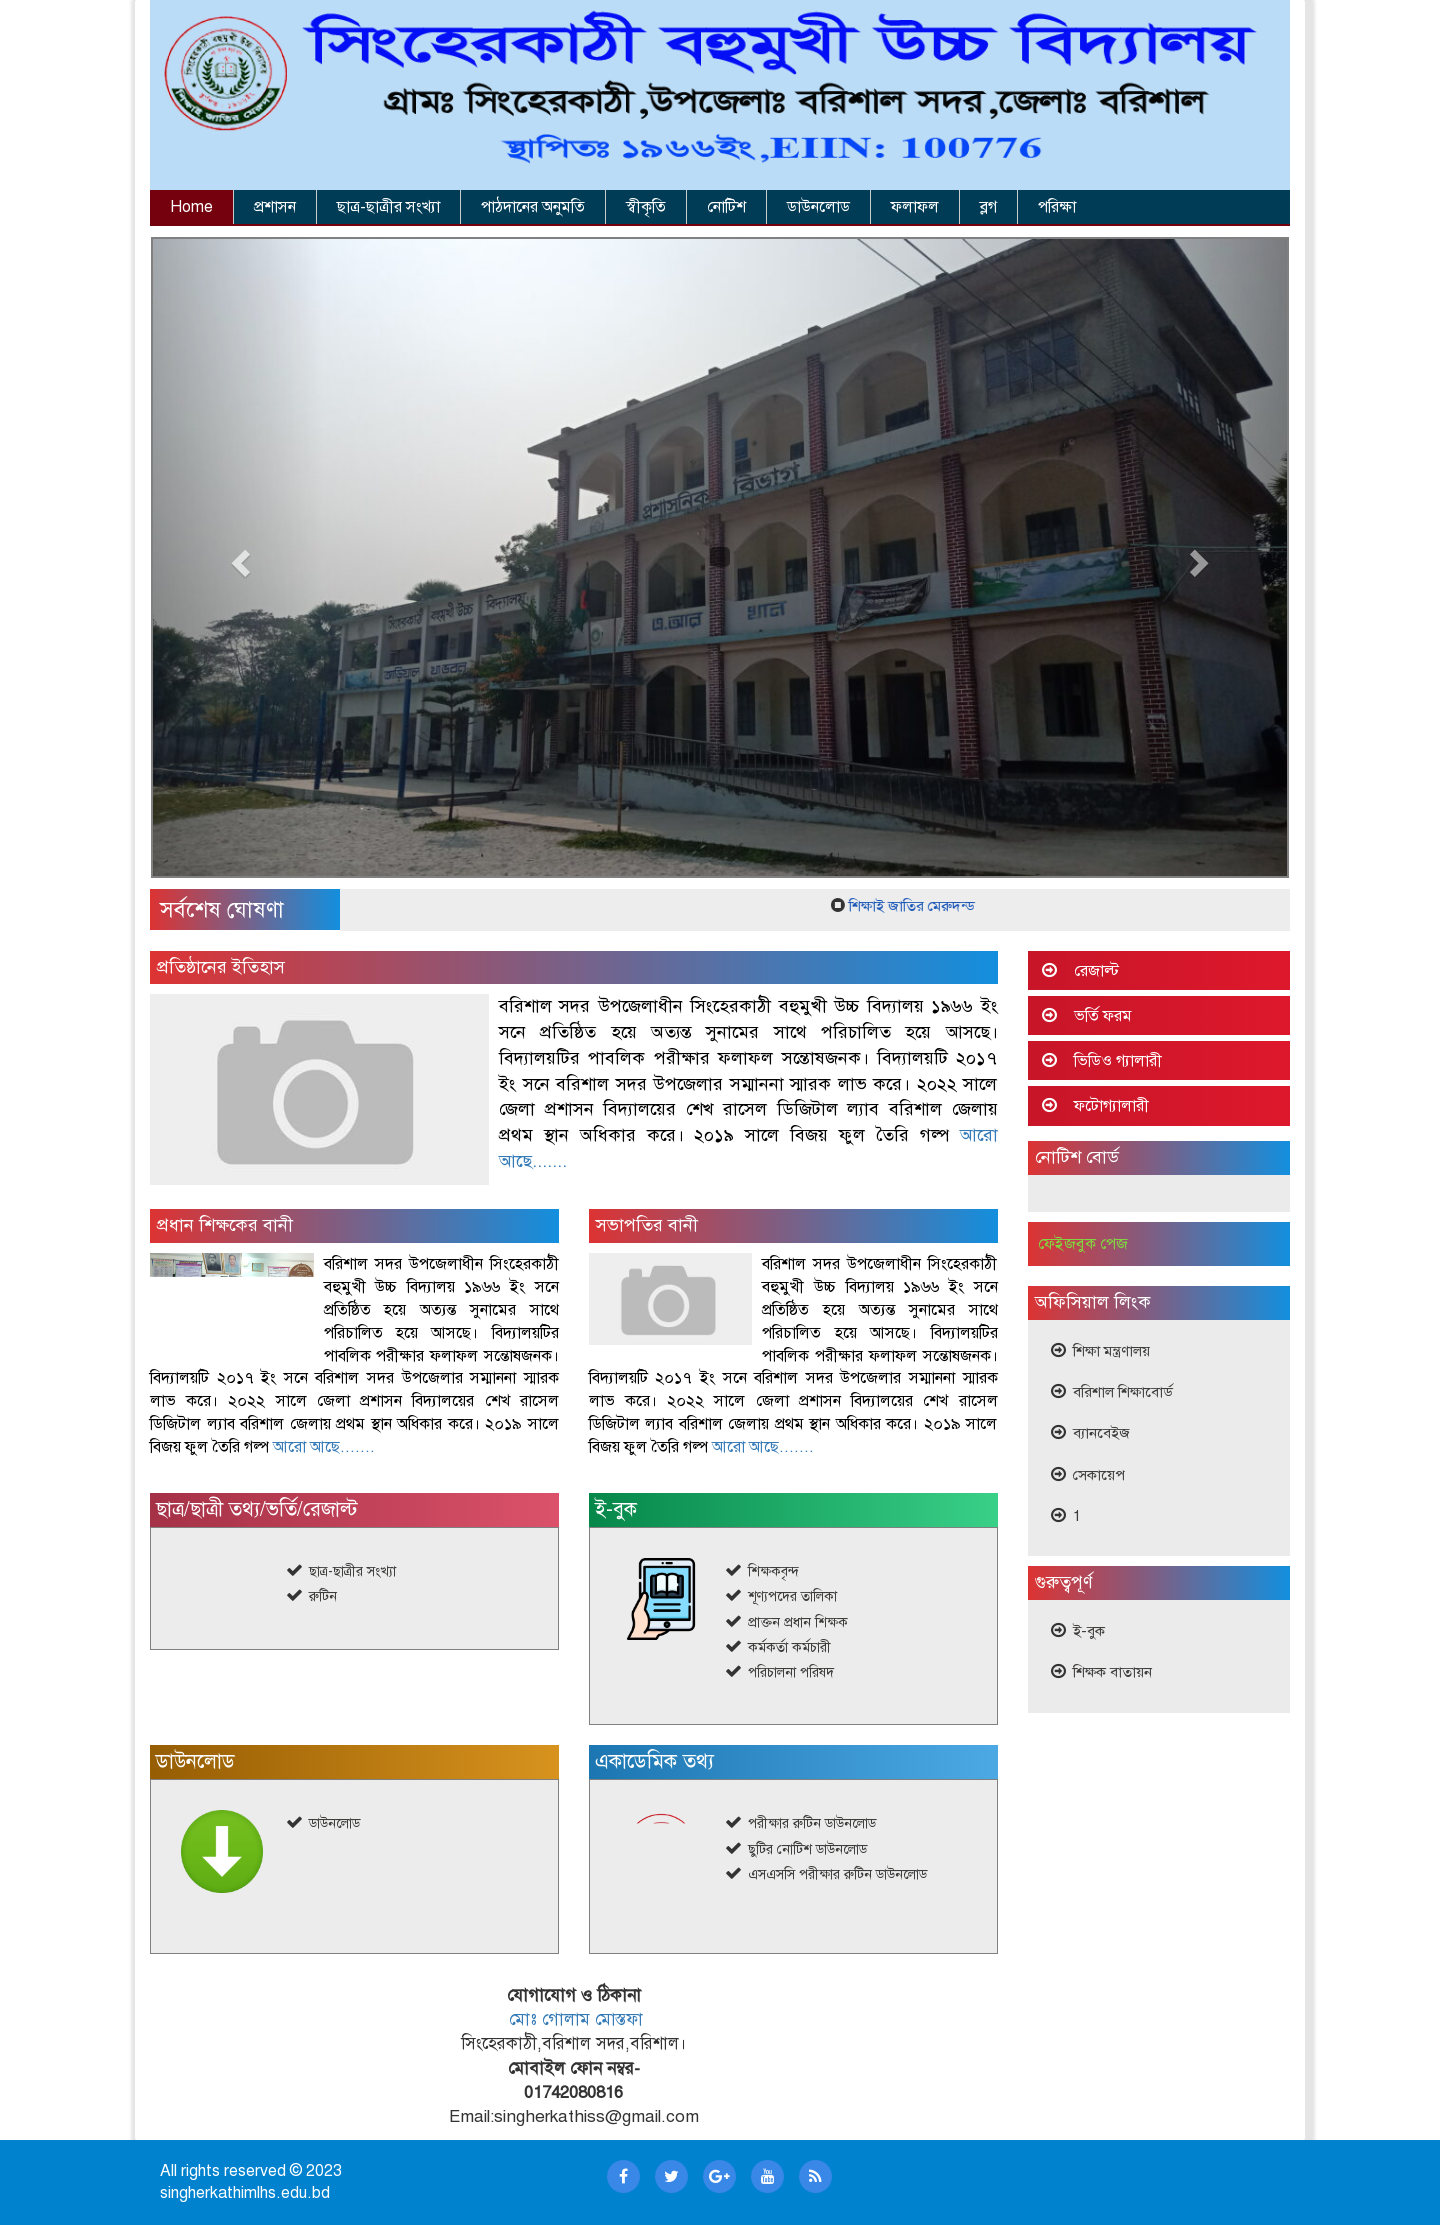 সিংহেরকাঠী বহুমুখী উচ্চ বিদ্যালয়
গ্রামঃ সিংহেরকাঠী,উপজেলাঃ বরিশাল সদর,জেলাঃ বরিশাল
স্থাপিতঃ ১৯৬৬ইং,EIIN: 100776
Home প্রশাসন ছাত্র-ছাত্রীর সংখ্যা পাঠদানের অনুমতি স্বীকৃতি নোটিশ ডাউনলোড ফলাফল ব্লগ পরিক্ষা
প্রশাসনিক বিভাগ
সিংহেরকাঠী বহুমুখী উচ্চ বিদ্যালয়
সর্বশেষ ঘোষণা
শিক্ষাই জাতির মেরুদন্ড
প্রতিষ্ঠানের ইতিহাস
বরিশাল সদর উপজেলাধীন সিংহেরকাঠী বহুমুখী উচ্চ বিদ্যালয় ১৯৬৬ ইং
সনে প্রতিষ্ঠিত হয়ে অত্যন্ত সুনামের সাথে পরিচালিত হয়ে আসছে।
বিদ্যালয়টির পাবলিক পরীক্ষার ফলাফল সন্তোষজনক। বিদ্যালয়টি ২০১৭
ইং সনে বরিশাল সদর উপজেলার সম্মাননা স্মারক লাভ করে। ২০২২ সালে
জেলা প্রশাসন বিদ্যালয়ের শেখ রাসেল ডিজিটাল ল্যাব বরিশাল জেলায়
প্রথম স্থান অধিকার করে। ২০১৯ সালে বিজয় ফুল তৈরি গল্প আরো
আছে.......
প্রধান শিক্ষকের বানী
বরিশাল সদর উপজেলাধীন সিংহেরকাঠী
বহুমুখী উচ্চ বিদ্যালয় ১৯৬৬ ইং সনে
প্রতিষ্ঠিত হয়ে অত্যন্ত সুনামের সাথে
পরিচালিত হয়ে আসছে। বিদ্যালয়টির
পাবলিক পরীক্ষার ফলাফল সন্তোষজনক।
বিদ্যালয়টি ২০১৭ ইং সনে বরিশাল সদর উপজেলার সম্মাননা স্মারক
লাভ করে। ২০২২ সালে জেলা প্রশাসন বিদ্যালয়ের শেখ রাসেল
ডিজিটাল ল্যাব বরিশাল জেলায় প্রথম স্থান অধিকার করে। ২০১৯ সালে
বিজয় ফুল তৈরি গল্প আরো আছে.......
সভাপতির বানী
বরিশাল সদর উপজেলাধীন সিংহেরকাঠী
বহুমুখী উচ্চ বিদ্যালয় ১৯৬৬ ইং সনে
প্রতিষ্ঠিত হয়ে অত্যন্ত সুনামের সাথে
পরিচালিত হয়ে আসছে। বিদ্যালয়টির
পাবলিক পরীক্ষার ফলাফল সন্তোষজনক।
বিদ্যালয়টি ২০১৭ ইং সনে বরিশাল সদর উপজেলার সম্মাননা স্মারক
লাভ করে। ২০২২ সালে জেলা প্রশাসন বিদ্যালয়ের শেখ রাসেল
ডিজিটাল ল্যাব বরিশাল জেলায় প্রথম স্থান অধিকার করে। ২০১৯ সালে
বিজয় ফুল তৈরি গল্প আরো আছে.......
ছাত্র/ছাত্রী তথ্য/ভর্তি/রেজাল্ট
ছাত্র-ছাত্রীর সংখ্যা
রুটিন
ই-বুক
শিক্ষকবৃন্দ
শূণ্যপদের তালিকা
প্রাক্তন প্রধান শিক্ষক
কর্মকর্তা কর্মচারী
পরিচালনা পরিষদ
ডাউনলোড
ডাউনলোড
একাডেমিক তথ্য
পরীক্ষার রুটিন ডাউনলোড
ছুটির নোটিশ ডাউনলোড
এসএসসি পরীক্ষার রুটিন ডাউনলোড
রেজাল্ট
ভর্তি ফরম
ভিডিও গ্যালারী
ফটোগ্যালারী
নোটিশ বোর্ড
ফেইজবুক পেজ
অফিসিয়াল লিংক
শিক্ষা মন্ত্রণালয়
বরিশাল শিক্ষাবোর্ড
ব্যানবেইজ
সেকায়েপ
1
গুরুত্বপূর্ণ
ই-বুক
শিক্ষক বাতায়ন
যোগাযোগ ও ঠিকানা
মোঃ গোলাম মোস্তফা
সিংহেরকাঠী,বরিশাল সদর,বরিশাল।
মোবাইল ফোন নম্বর-
01742080816
Email:singherkathiss@gmail.com
All rights reserved © 2023
singherkathimlhs.edu.bd